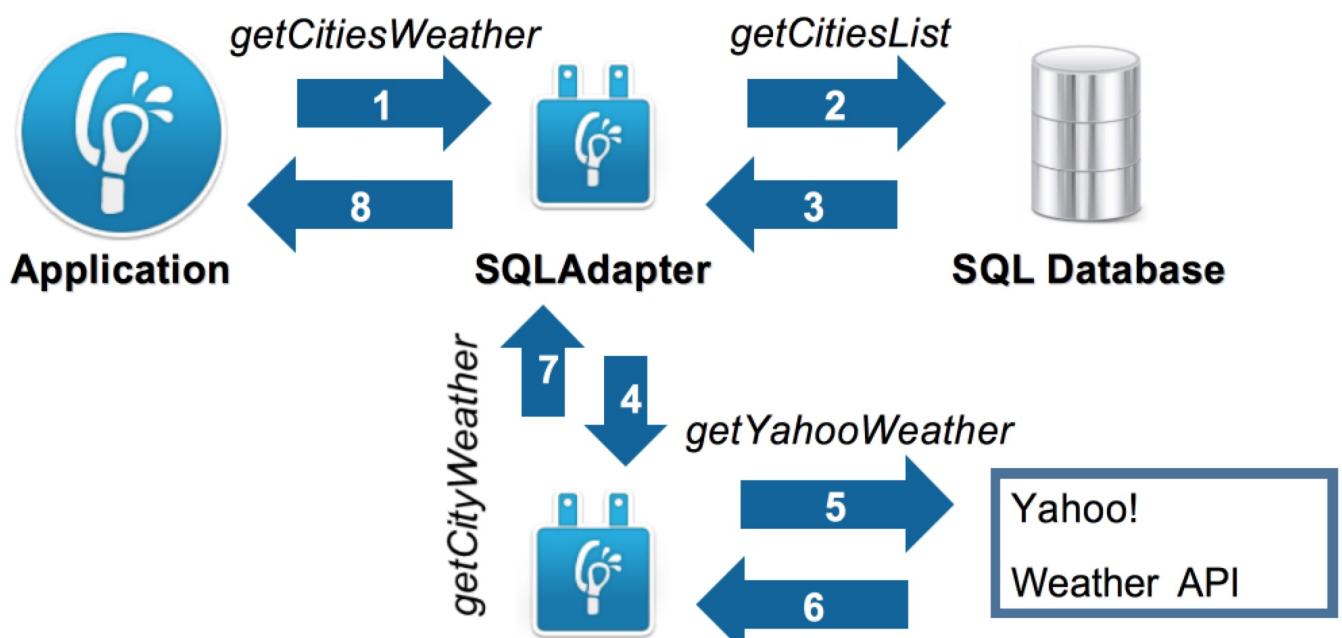 getCitiesWeather
getCitiesList
1
2
8
3
Application
SQLAdapter
SQL Database
getCityWeather
7
4
getYahooWeather
5
6
Yahoo!
Weather API